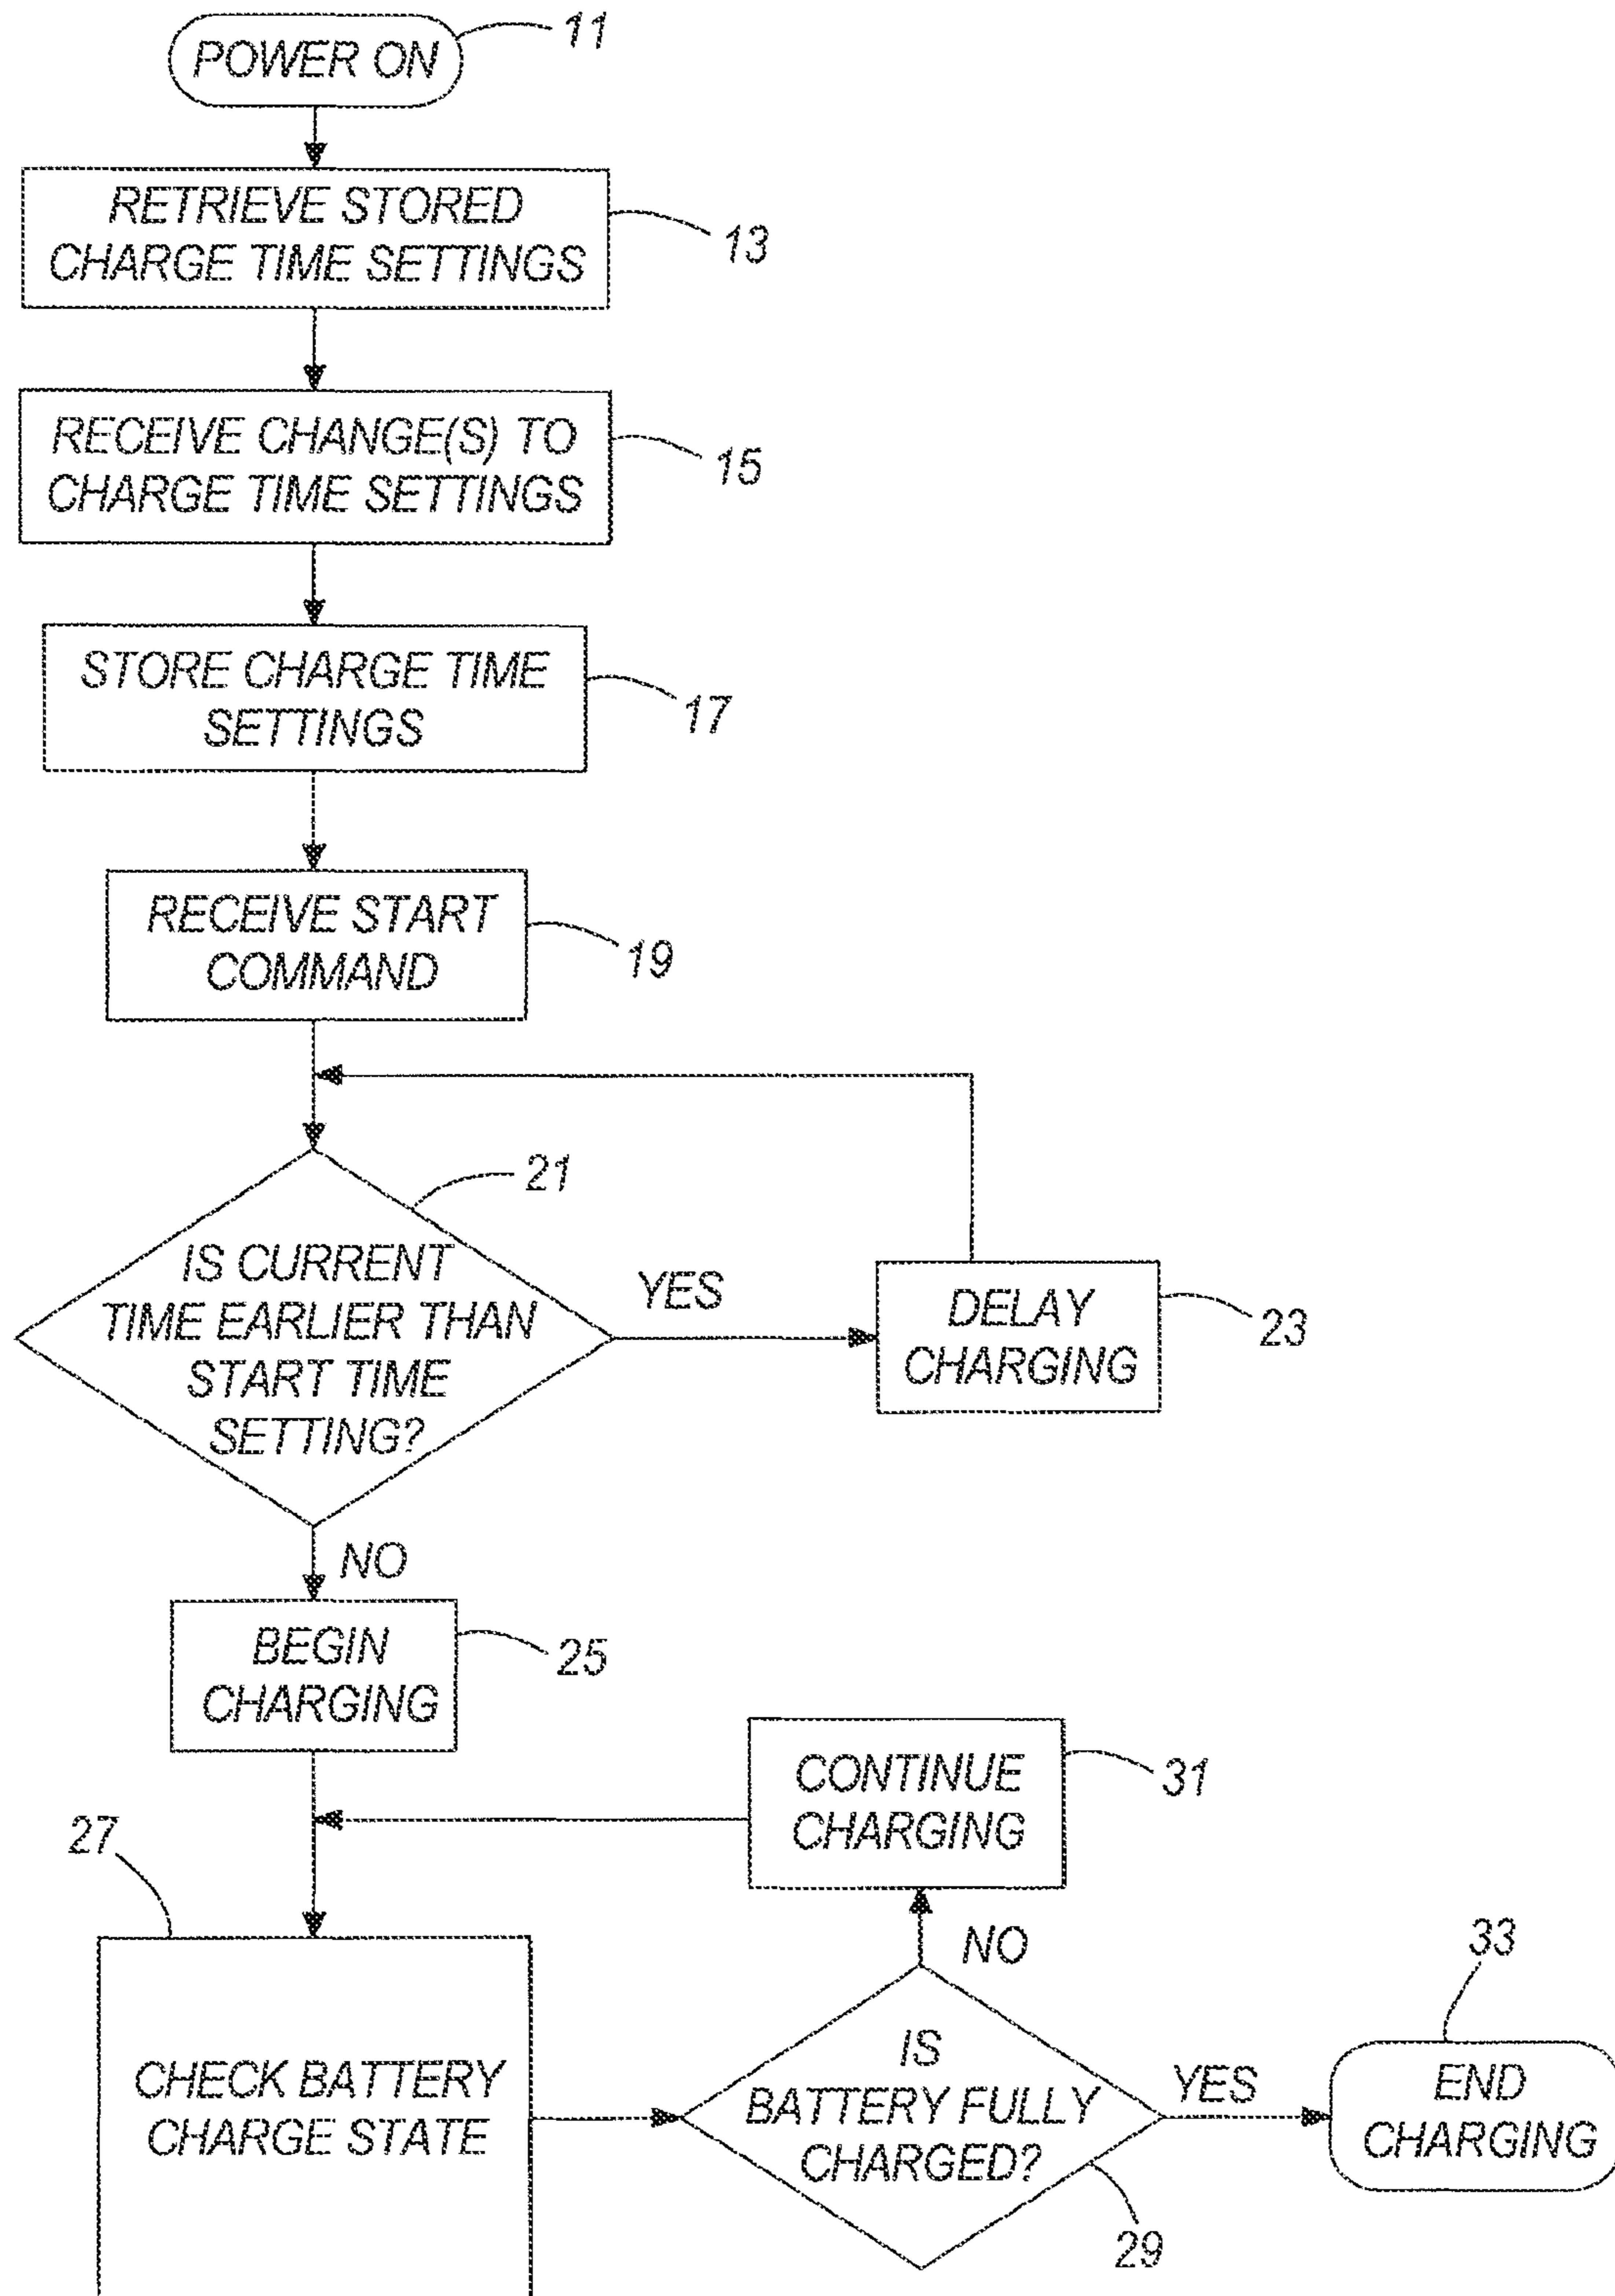 POWER ON
11
RETRIEVE STORED
CHARGE TIME SETTINGS
13
RECEIVE CHANGE(S) TO
CHARGE TIME SETTINGS
15
STORE CHARGE TIME
SETTINGS
17
RECEIVE START
COMMAND
19
21
IS CURRENT
TIME EARLIER THAN
START TIME
SETTING?
YES
DELAY
CHARGING
23
NO
BEGIN
CHARGING
25
CONTINUE
CHARGING
31
27
CHECK BATTERY
CHARGE STATE
NO
IS
BATTERY FULLY
CHARGED?
29
YES
33
END
CHARGING